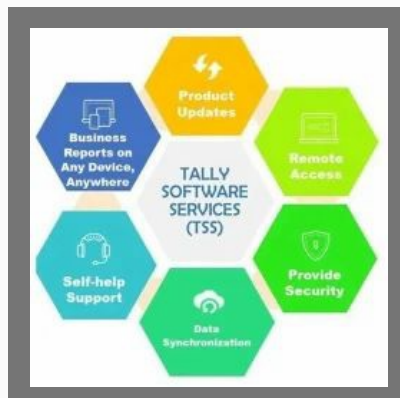 Product
Updates
Business
Reports on
Any Device,
Anywhere
Remote
Access
TALLY
SOFTWARE
SERVICES
(TSS)
Self-help
Support
Provide
Security
Data
Synchronization